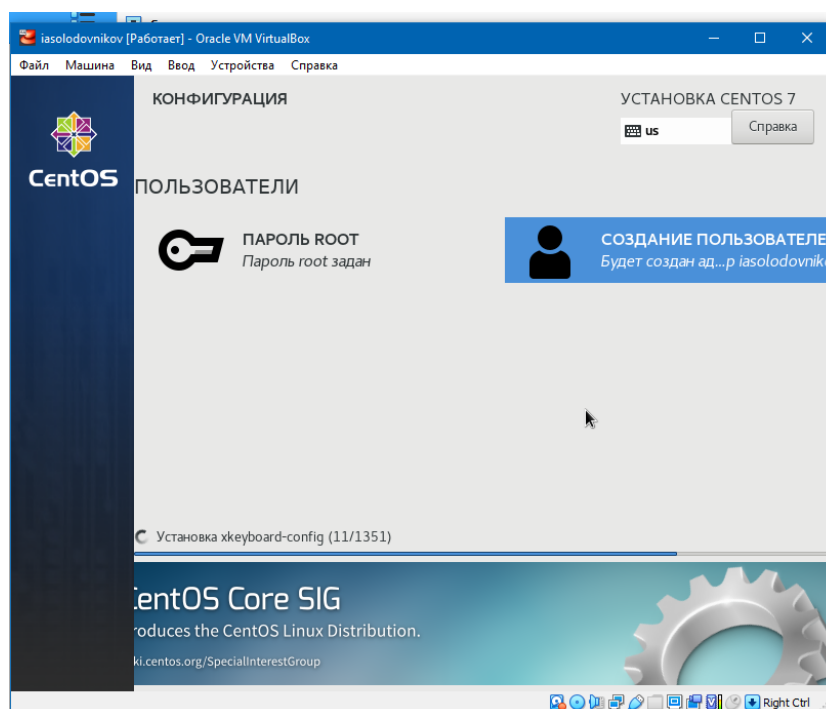 iasolodovnikov [Работает] - Oracle VM VirtualBox
Файл Машина Вид Ввод Устройства Справка
КОНФИГУРАЦИЯ
УСТАНОВКА CENTOS 7
us
Справка
CentOS
ПОЛЬЗОВАТЕЛИ
ПАРОЛЬ ROOT
Пароль root задан
СОЗДАНИЕ ПОЛЬЗОВАТЕЛЕ
Будет создан ад...р iasolodovnik
Установка xkeyboard-config (11/1351)
CentOS Core SIG
roduces the CentOS Linux Distribution.
ki.centos.org/SpecialInterestGroup
Right Ctrl